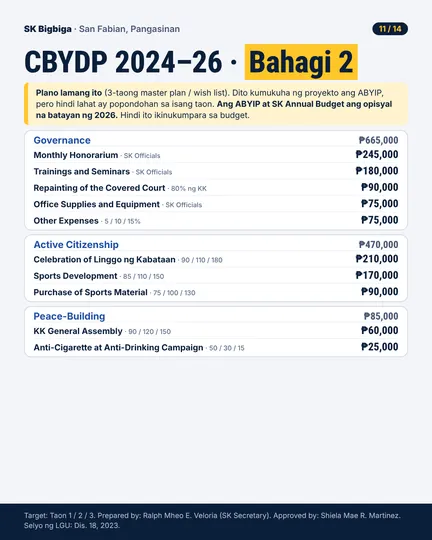 SK Bigbiga · San Fabian, Pangasinan
11 / 14
CBYDP 2024–26 · Bahagi 2
Plano lamang ito (3-taong master plan / wish list). Dito kumukuha ng proyekto ang ABYIP,
pero hindi lahat ay popondohan sa isang taon. Ang ABYIP at SK Annual Budget ang opisyal
na batayan ng 2026. Hindi ito ikinukumpara sa budget.
Governance ₱665,000
Monthly Honorarium · SK Officials ₱245,000
Trainings and Seminars · SK Officials ₱180,000
Repainting of the Covered Court · 80% ng KK ₱90,000
Office Supplies and Equipment · SK Officials ₱75,000
Other Expenses · 5 / 10 / 15% ₱75,000
Active Citizenship ₱470,000
Celebration of Linggo ng Kabataan · 90 / 110 / 180 ₱210,000
Sports Development · 85 / 110 / 150 ₱170,000
Purchase of Sports Material · 75 / 100 / 130 ₱90,000
Peace-Building ₱85,000
KK General Assembly · 90 / 120 / 150 ₱60,000
Anti-Cigarette at Anti-Drinking Campaign · 50 / 30 / 15 ₱25,000
Target: Taon 1 / 2 / 3. Prepared by: Ralph Mheo E. Veloria (SK Secretary). Approved by: Shiela Mae R. Martinez.
Selyo ng LGU: Dis. 18, 2023.